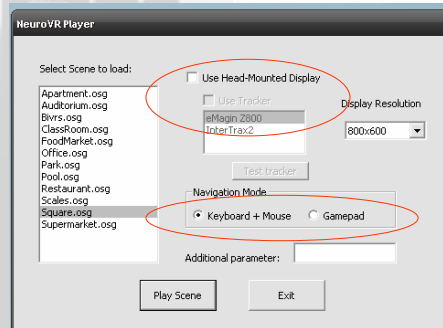 NeuroVR Player
Select Scene to load:
Apartment.osg
Auditorium.osg
Bivrs.osg
ClassRoom.osg
FoodMarket.osg
Office.osg
Park.osg
Pool.osg
Restaurant.osg
Scales.osg
Square.osg
Supermarket.osg
Use Head-Mounted Display
Use Tracker
eMagin Z800
InterTrax2
Test tracker
Display Resolution
800x600
Navigation Mode
Keyboard + Mouse
Gamepad
Additional parameter:
Play Scene
Exit